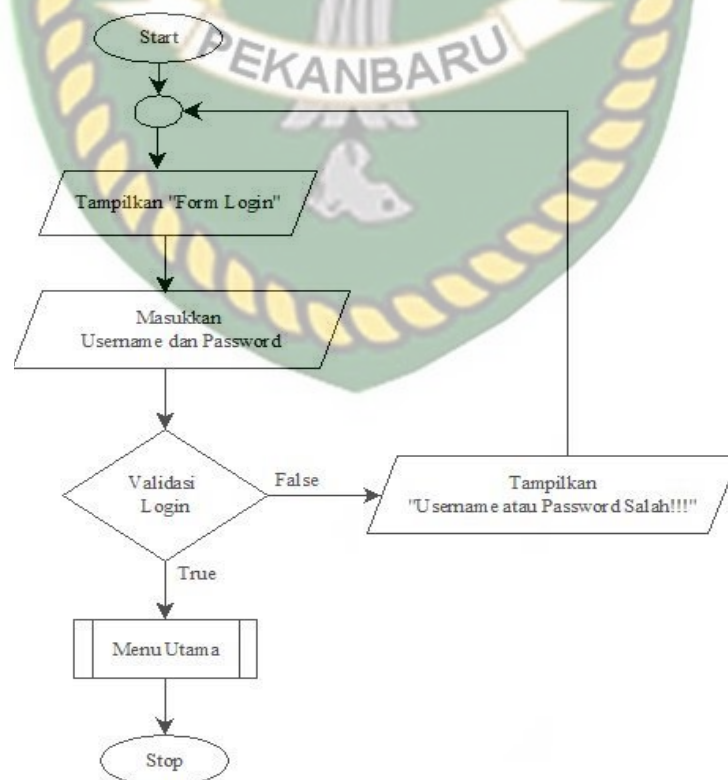 Start
PEKANBARU
Tampilkan "Form Login"
Masukkan
Username dan Password
Validasi
Login
False
Tampilkan
"Username atau Password Salah!!!"
True
Menu Utama
Stop